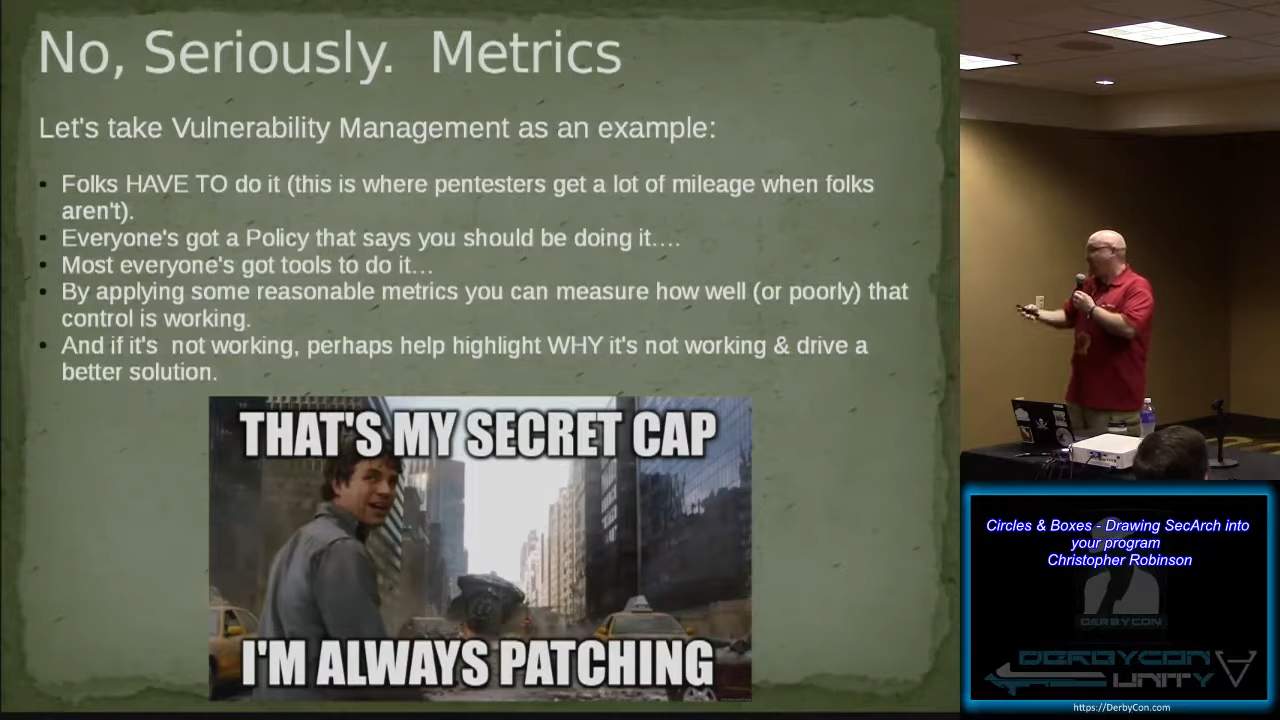 No, Seriously.  Metrics
Let's take Vulnerability Management as an example:
• Folks HAVE TO do it (this is where pentesters get a lot of mileage when folks
aren't).
• Everyone's got a Policy that says you should be doing it….
• Most everyone's got tools to do it…
• By applying some reasonable metrics you can measure how well (or poorly) that
control is working.
• And if it's  not working, perhaps help highlight WHY it's not working & drive a
better solution.
THAT'S MY SECRET CAP
I'M ALWAYS PATCHING
Circles & Boxes - Drawing SecArch into
your program
Christopher Robinson
DERBYCON
DERBYCON
UNITY
https://DerbyCon.com